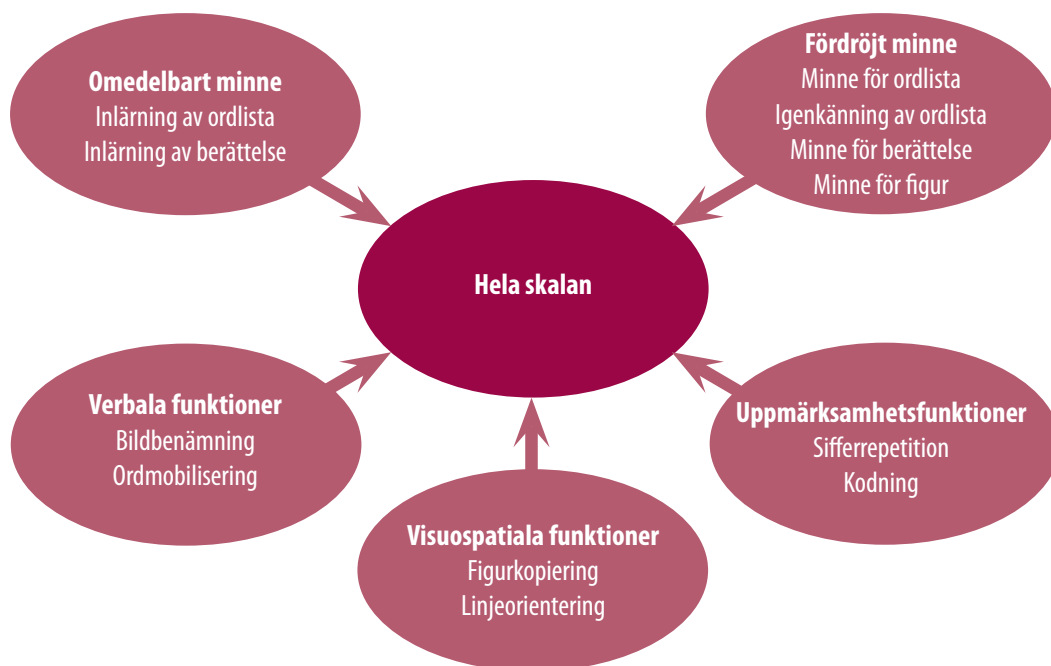 Omedelbart minne
Inlärning av ordlista
Inlärning av berättelse
Fördröjt minne
Minne för ordlista
Igenkänning av ordlista
Minne för berättelse
Minne för figur
Hela skalan
Verbala funktioner
Bildbenämning
Ordmobilisering
Visuospatiala funktioner
Figurkopiering
Linjeorientering
Uppmärksamhetsfunktioner
Sifferrepetition
Kodning